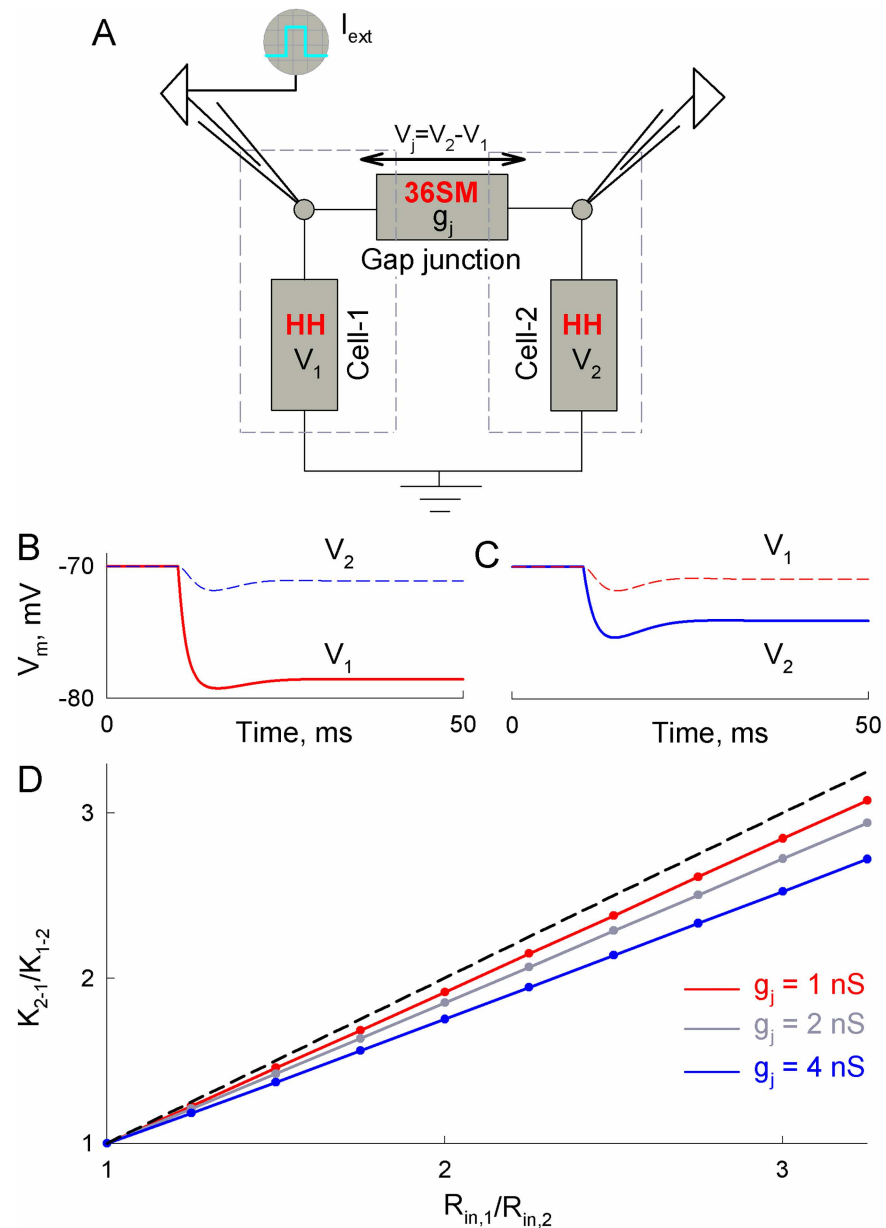 A
I_ext
V_j=V_2-V_1
36SM
g_j
Gap junction
HH
V_1
Cell-1
Cell-2
HH
V_2
B
C
V_m, mV
-70
-80
V_2
V_1
0
50
Time, ms
V_1
V_2
0
50
Time, ms
D
K_2-1/K_1-2
3
2
1
g_j = 1 nS
g_j = 2 nS
g_j = 4 nS
1
2
3
R_in,1/R_in,2